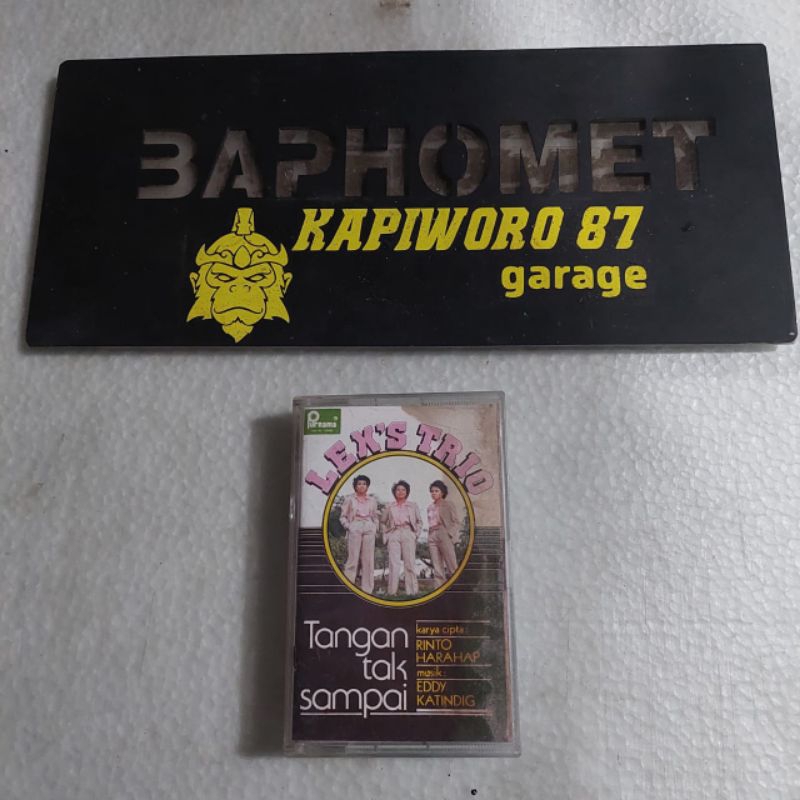 BAPHOMET
KAPIWORO 87
garage
Purnama
LEX'S TRIO
Tangan
tak
sampai
karya cipta:
RINTO
HARAHAP
musik:
EDDY
KATINDIG